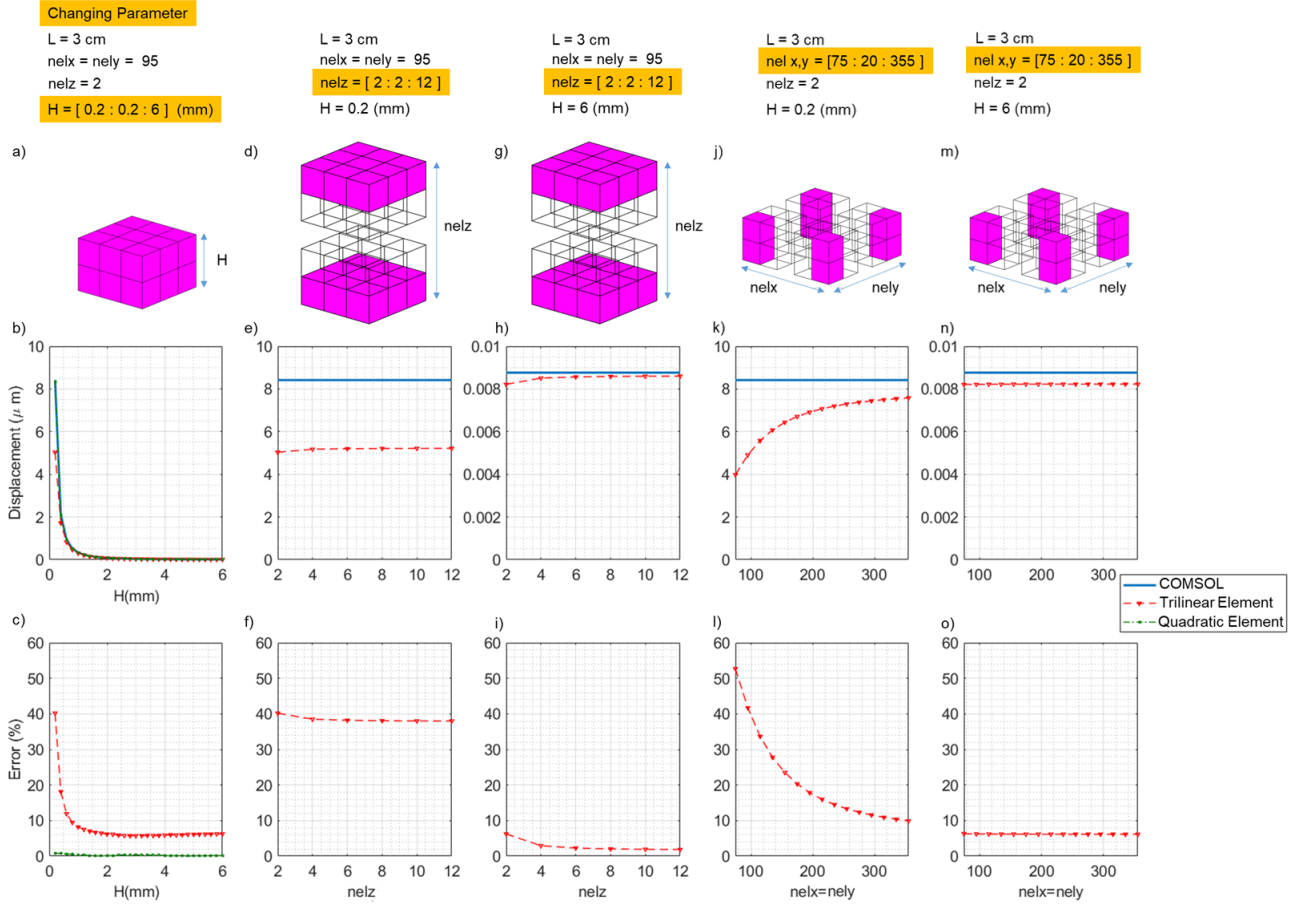 Changing Parameter
L = 3 cm
nelx = nely = 95
nelz = 2
H = [ 0.2 : 0.2 : 6 ] (mm)
L = 3 cm
nelx = nely = 95
nelz = [ 2 : 2 : 12 ]
H = 0.2 (mm)
L = 3 cm
nelx = nely = 95
nelz = [ 2 : 2 : 12 ]
H = 6 (mm)
L = 3 cm
nel x,y = [75 : 20 : 355 ]
nelz = 2
H = 0.2 (mm)
L = 3 cm
nel x,y = [75 : 20 : 355 ]
nelz = 2
H = 6 (mm)
a)
H
d)
nelz
g)
nelz
j)
nelx
nely
m)
nelx
nely
b)
Displacement (μ m)
10
8
6
4
2
0
0 2 4 6
H(mm)
e)
10
8
6
4
2
0
2 4 6 8 10 12
h)
0.01
0.008
0.006
0.004
0.002
0
2 4 6 8 10 12
k)
10
8
6
4
2
0
100 200 300
n)
0.01
0.008
0.006
0.004
0.002
0
100 200 300
COMSOL
Trilinear Element
Quadratic Element
c)
Error (%)
60
50
40
30
20
10
0
0 2 4 6
H(mm)
f)
60
50
40
30
20
10
0
2 4 6 8 10 12
nelz
i)
60
50
40
30
20
10
0
2 4 6 8 10 12
nelz
l)
60
50
40
30
20
10
0
100 200 300
nelx=nely
o)
60
50
40
30
20
10
0
100 200 300
nelx=nely